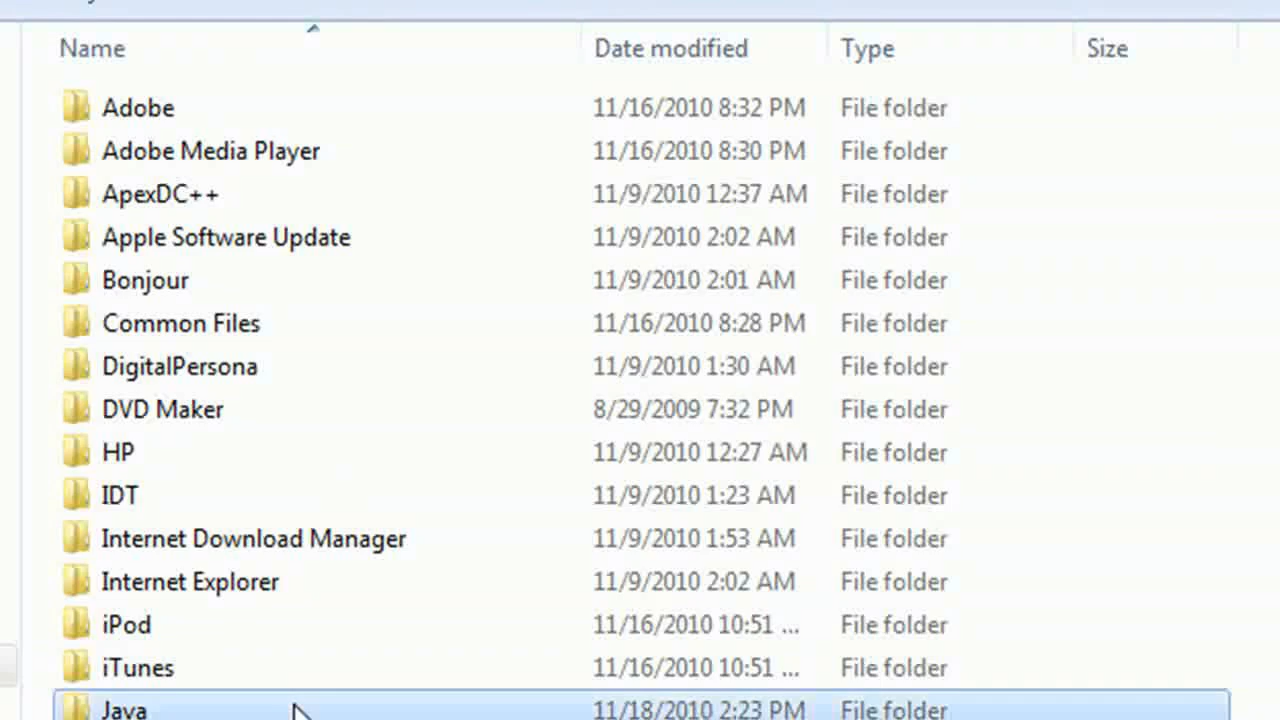 Name Date modified Type Size
Adobe 11/16/2010 8:32 PM File folder
Adobe Media Player 11/16/2010 8:30 PM File folder
ApexDC++ 11/9/2010 12:37 AM File folder
Apple Software Update 11/9/2010 2:02 AM File folder
Bonjour 11/9/2010 2:01 AM File folder
Common Files 11/16/2010 8:28 PM File folder
DigitalPersona 11/9/2010 1:30 AM File folder
DVD Maker 8/29/2009 7:32 PM File folder
HP 11/9/2010 12:27 AM File folder
IDT 11/9/2010 1:23 AM File folder
Internet Download Manager 11/9/2010 1:53 AM File folder
Internet Explorer 11/9/2010 2:02 AM File folder
iPod 11/16/2010 10:51 ... File folder
iTunes 11/16/2010 10:51 ... File folder
Java 11/18/2010 2:23 PM File folder